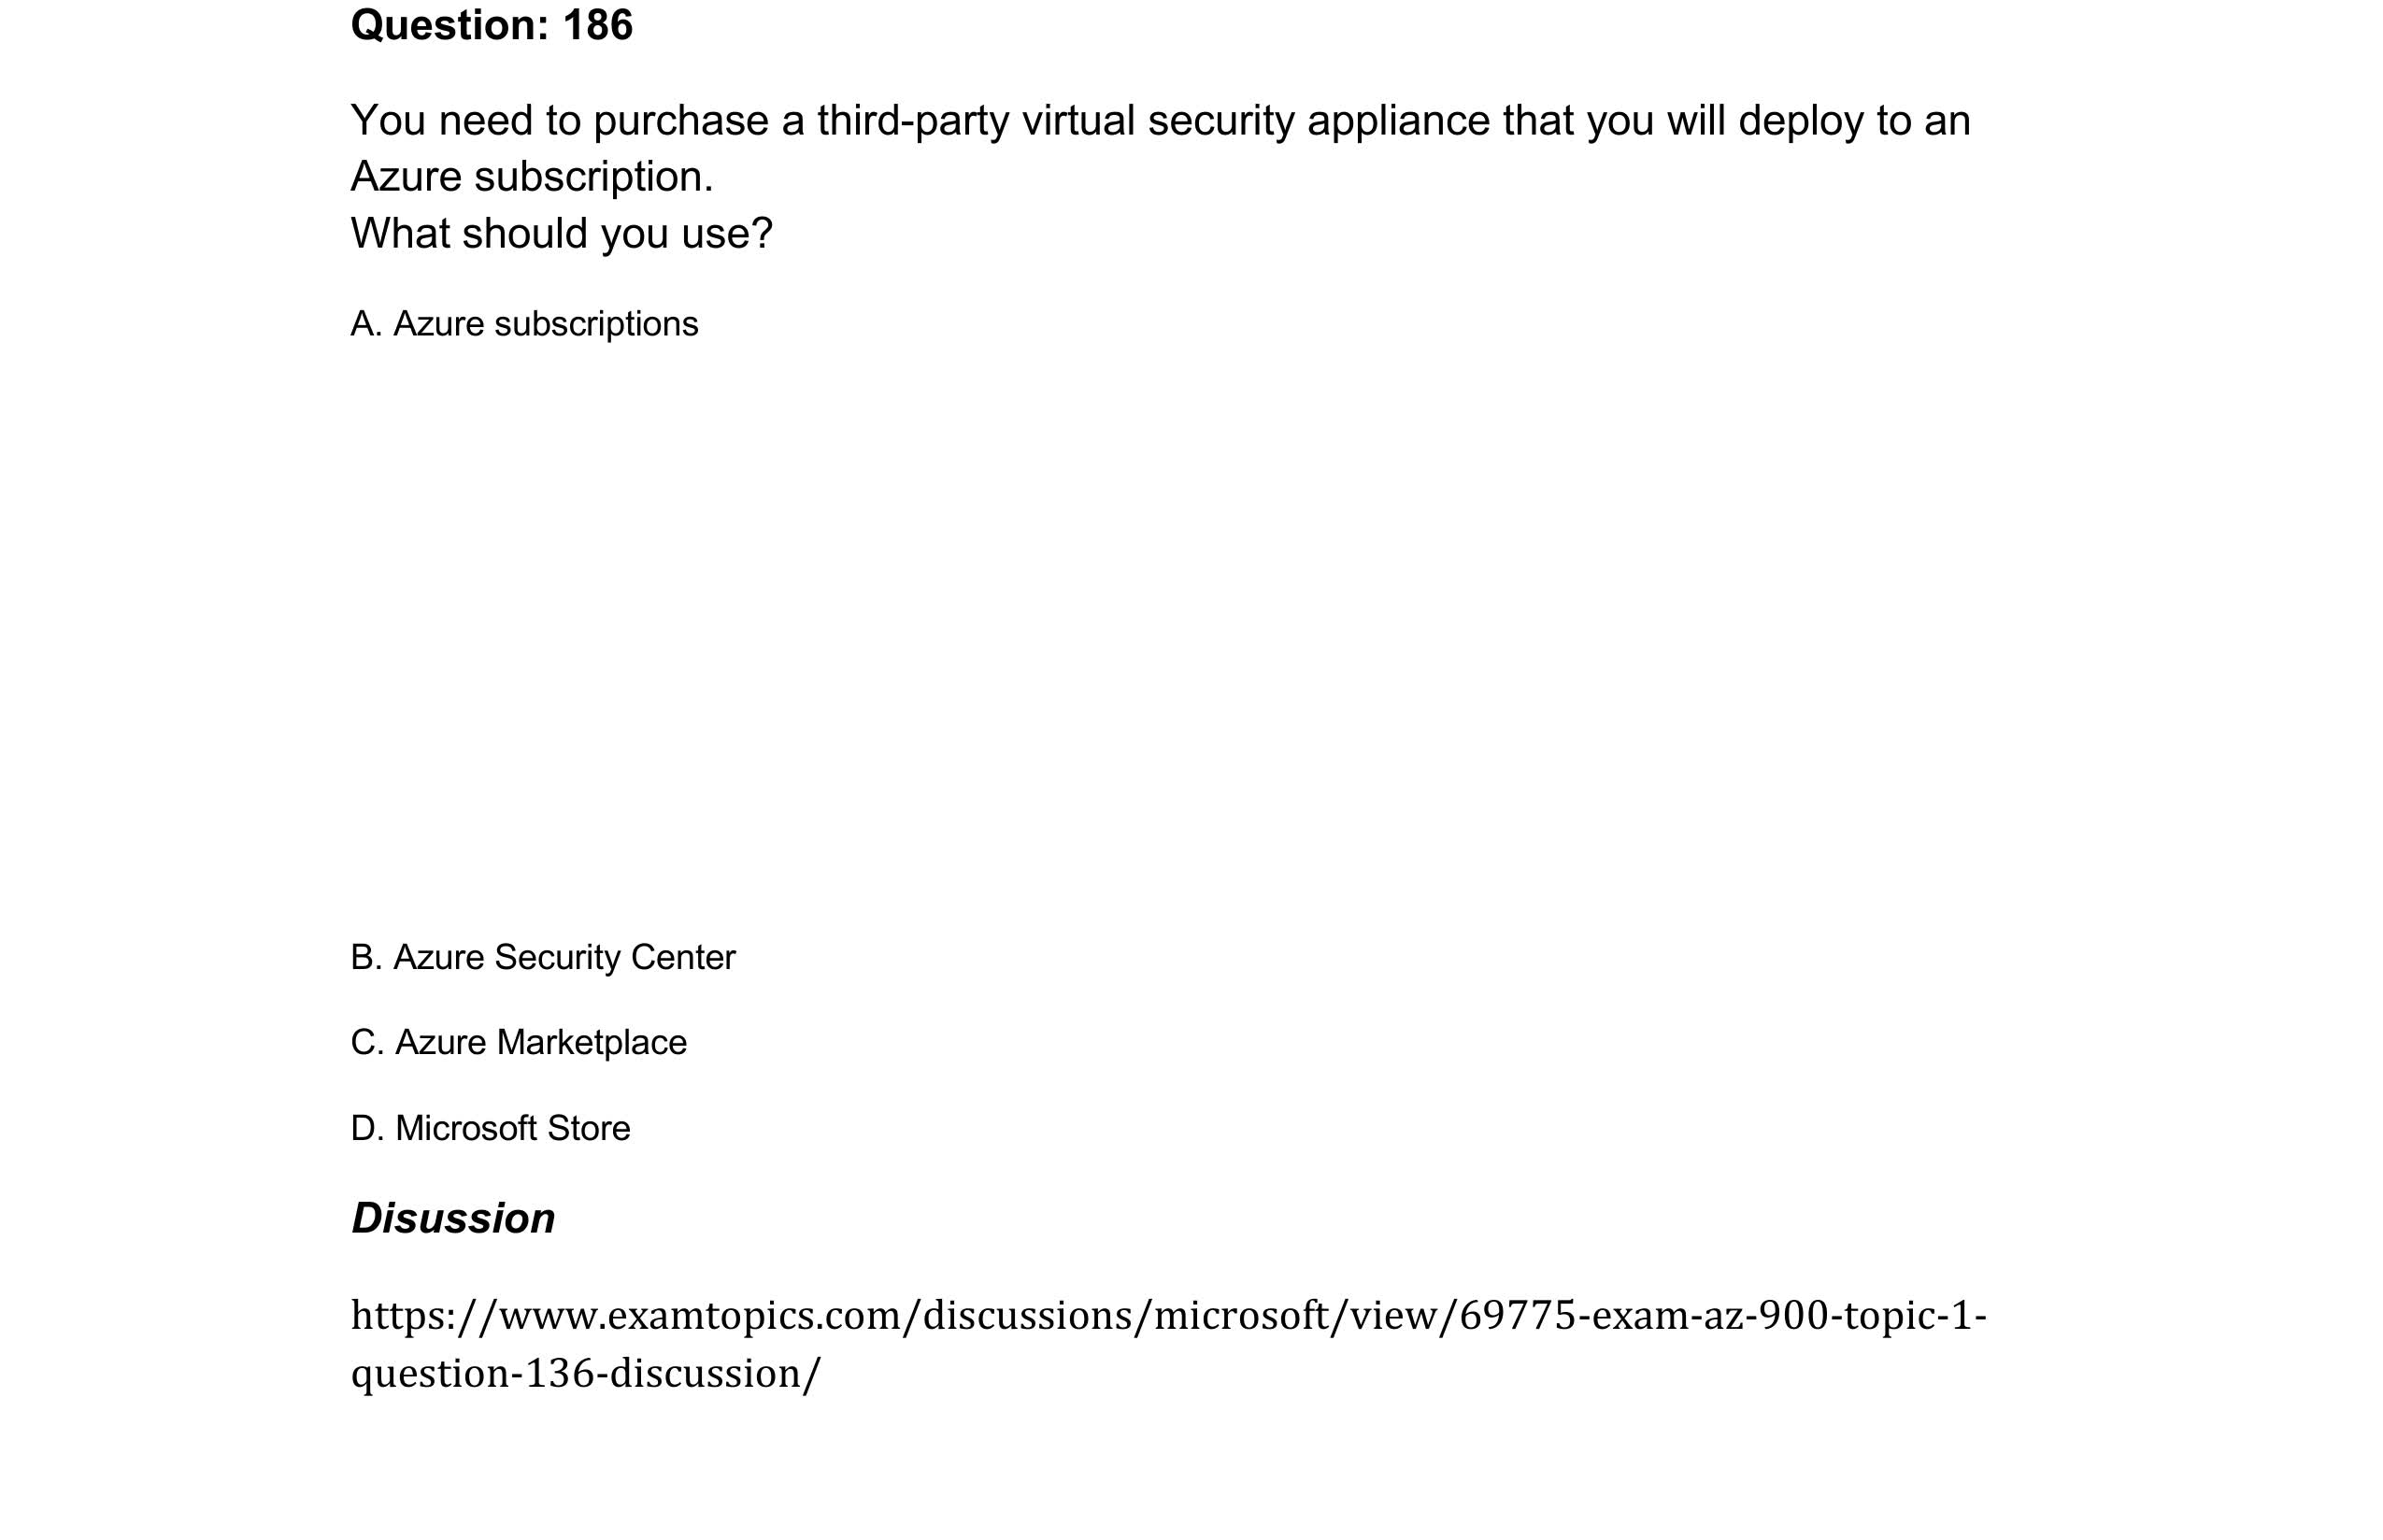 Question: 186
You need to purchase a third-party virtual security appliance that you will deploy to an
Azure subscription.
What should you use?
A. Azure subscriptions
B. Azure Security Center
C. Azure Marketplace
D. Microsoft Store
Disussion
https://www.examtopics.com/discussions/microsoft/view/69775-exam-az-900-topic-1-
question-136-discussion/